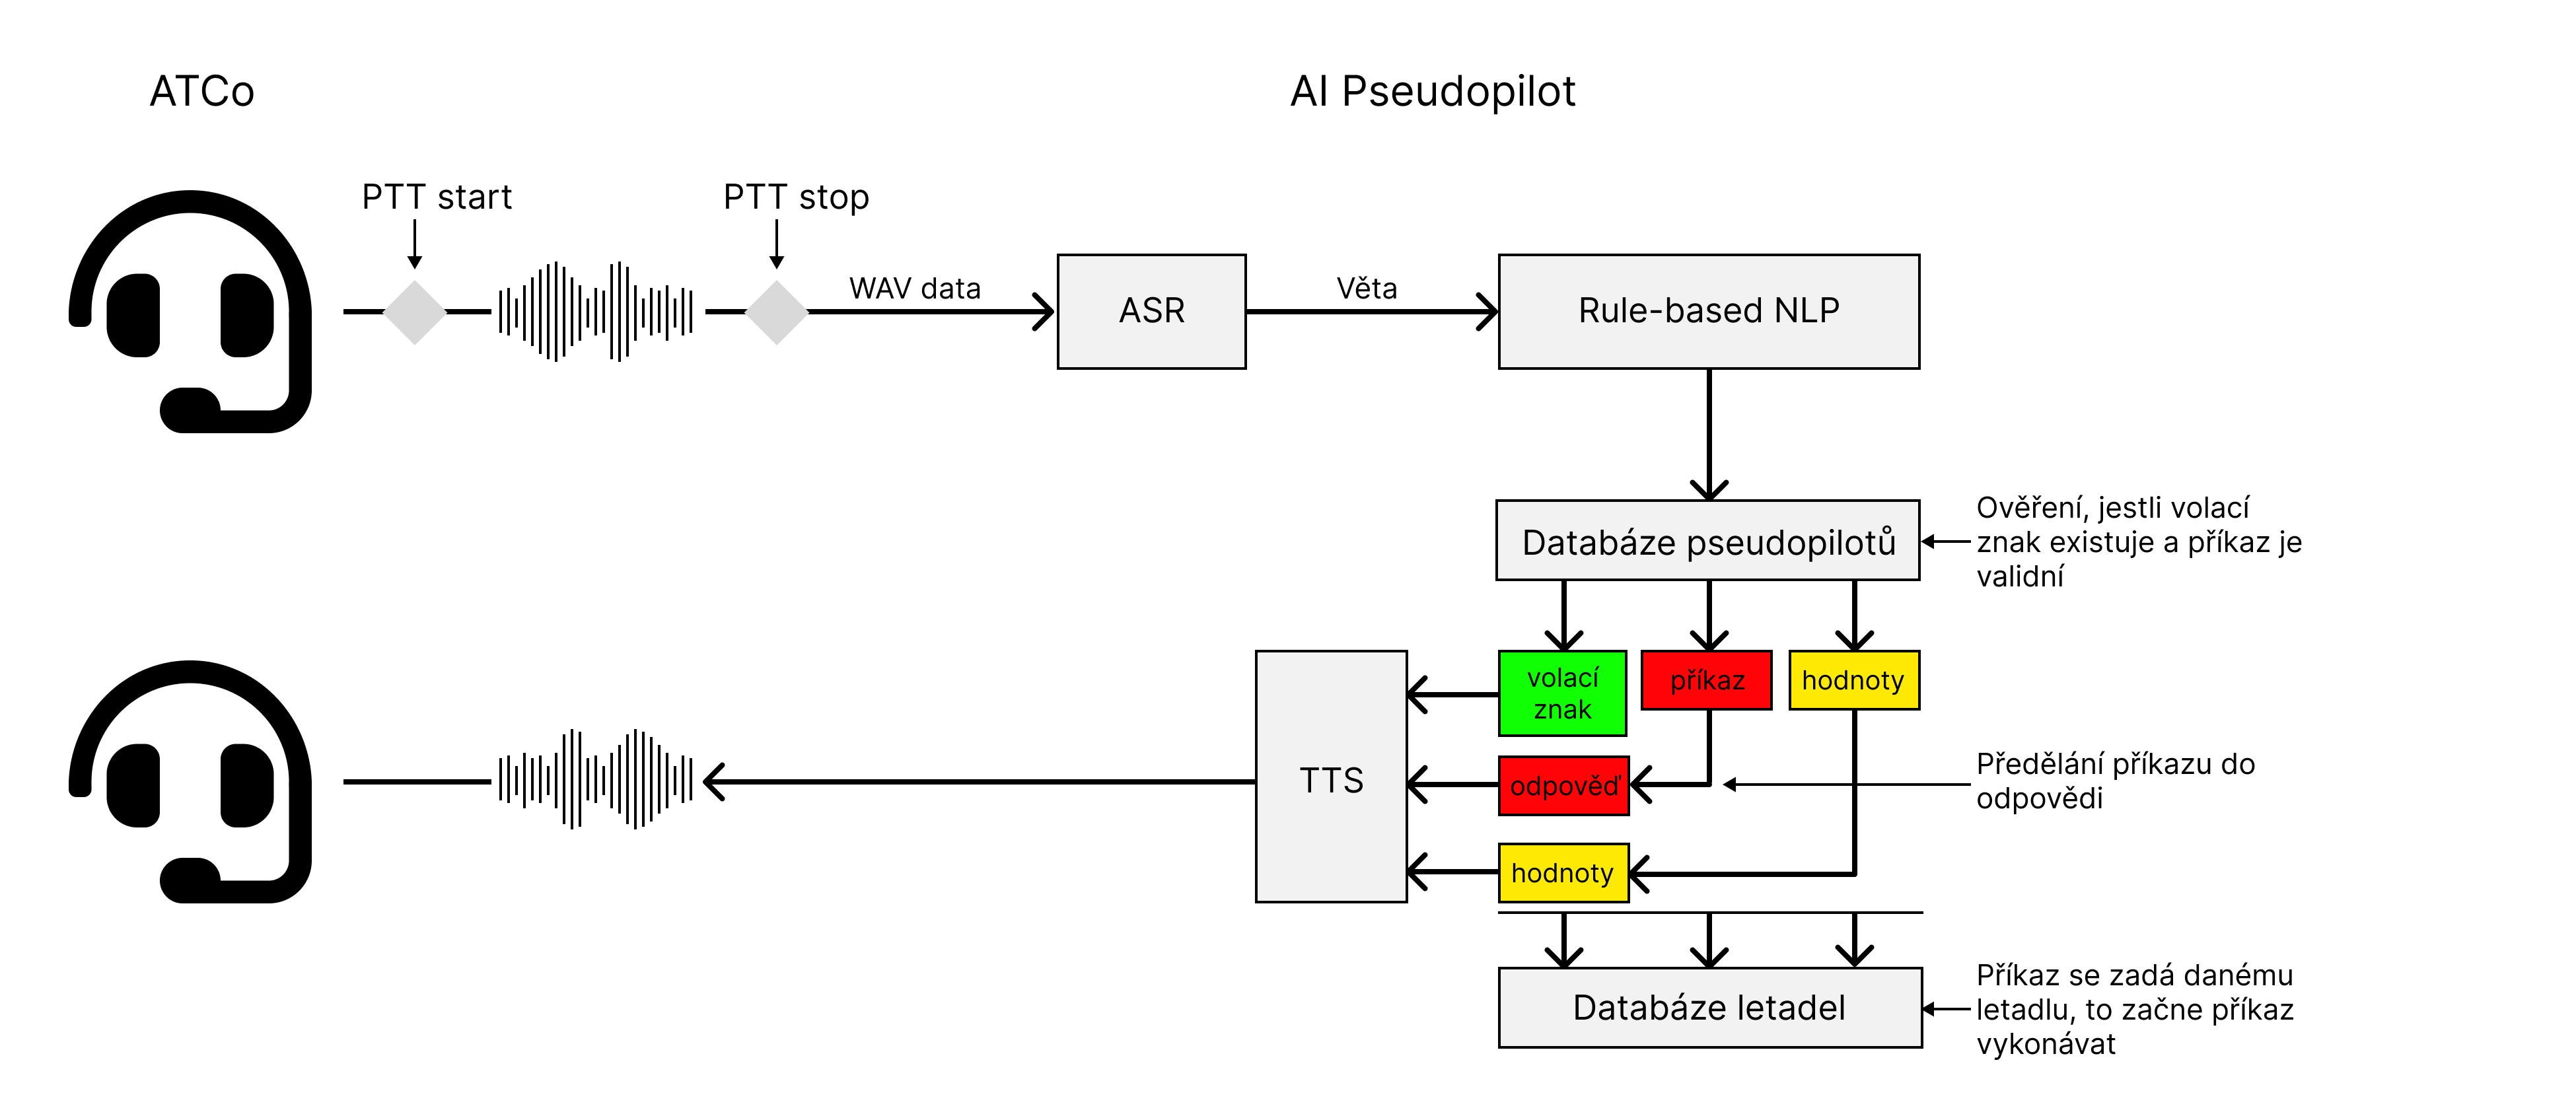 ATCo
AI Pseudopilot
PTT start
PTT stop
WAV data
ASR
Věta
Rule-based NLP
Databáze pseudopilotů
Ověření, jestli volací
znak existuje a příkaz je
validní
volací
znak
příkaz
hodnoty
TTS
odpověď
Předělání příkazu do
odpovědi
hodnoty
Databáze letadel
Příkaz se zadá danému
letadlu, to začne příkaz
vykonávat